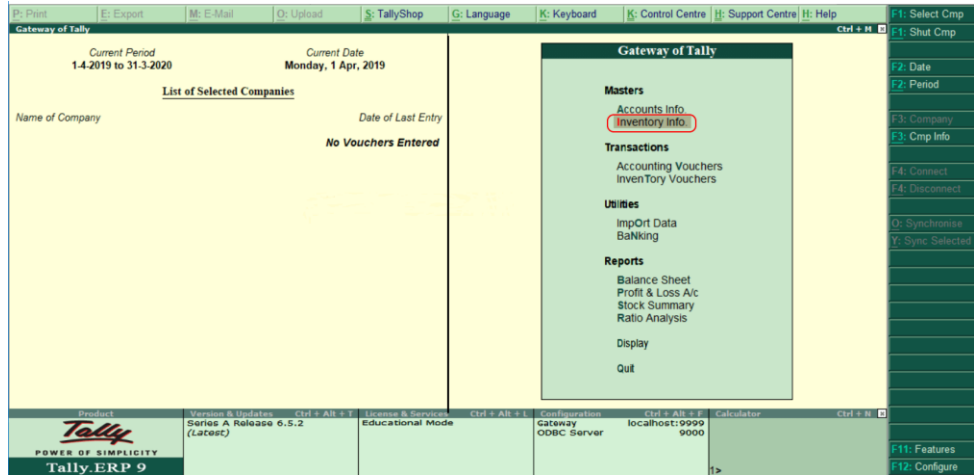 P: Print E: Export M: E-Mail O: Upload S: TallyShop G: Language K: Keyboard K: Control Centre H: Support Centre H: Help
Gateway of Tally Ctrl + M x
Current Period Current Date
1-4-2019 to 31-3-2020 Monday, 1 Apr, 2019
List of Selected Companies
Name of Company Date of Last Entry
No Vouchers Entered
Gateway of Tally
Masters
Accounts Info.
Inventory Info.
Transactions
Accounting Vouchers
InvenTory Vouchers
Utilities
ImpOrt Data
BaNking
Reports
Balance Sheet
Profit & Loss A/c
Stock Summary
Ratio Analysis
Display
Quit
F1: Select Cmp
F1: Shut Cmp
F2: Date
F2: Period
F3: Company
F3: Cmp Info
F4: Connect
F4: Disconnect
O: Synchronise
Y: Sync Selected
F11: Features
F12: Configure
Product
Tally
POWER OF SIMPLICITY
Tally.ERP 9
Version & Updates Ctrl + Alt + T
Series A Release 6.5.2
(Latest)
License & Services Ctrl + Alt + L
Educational Mode
Configuration Ctrl + Alt + F
Gateway localhost:9999
ODBC Server 9000
Calculator Ctrl + N x
1>